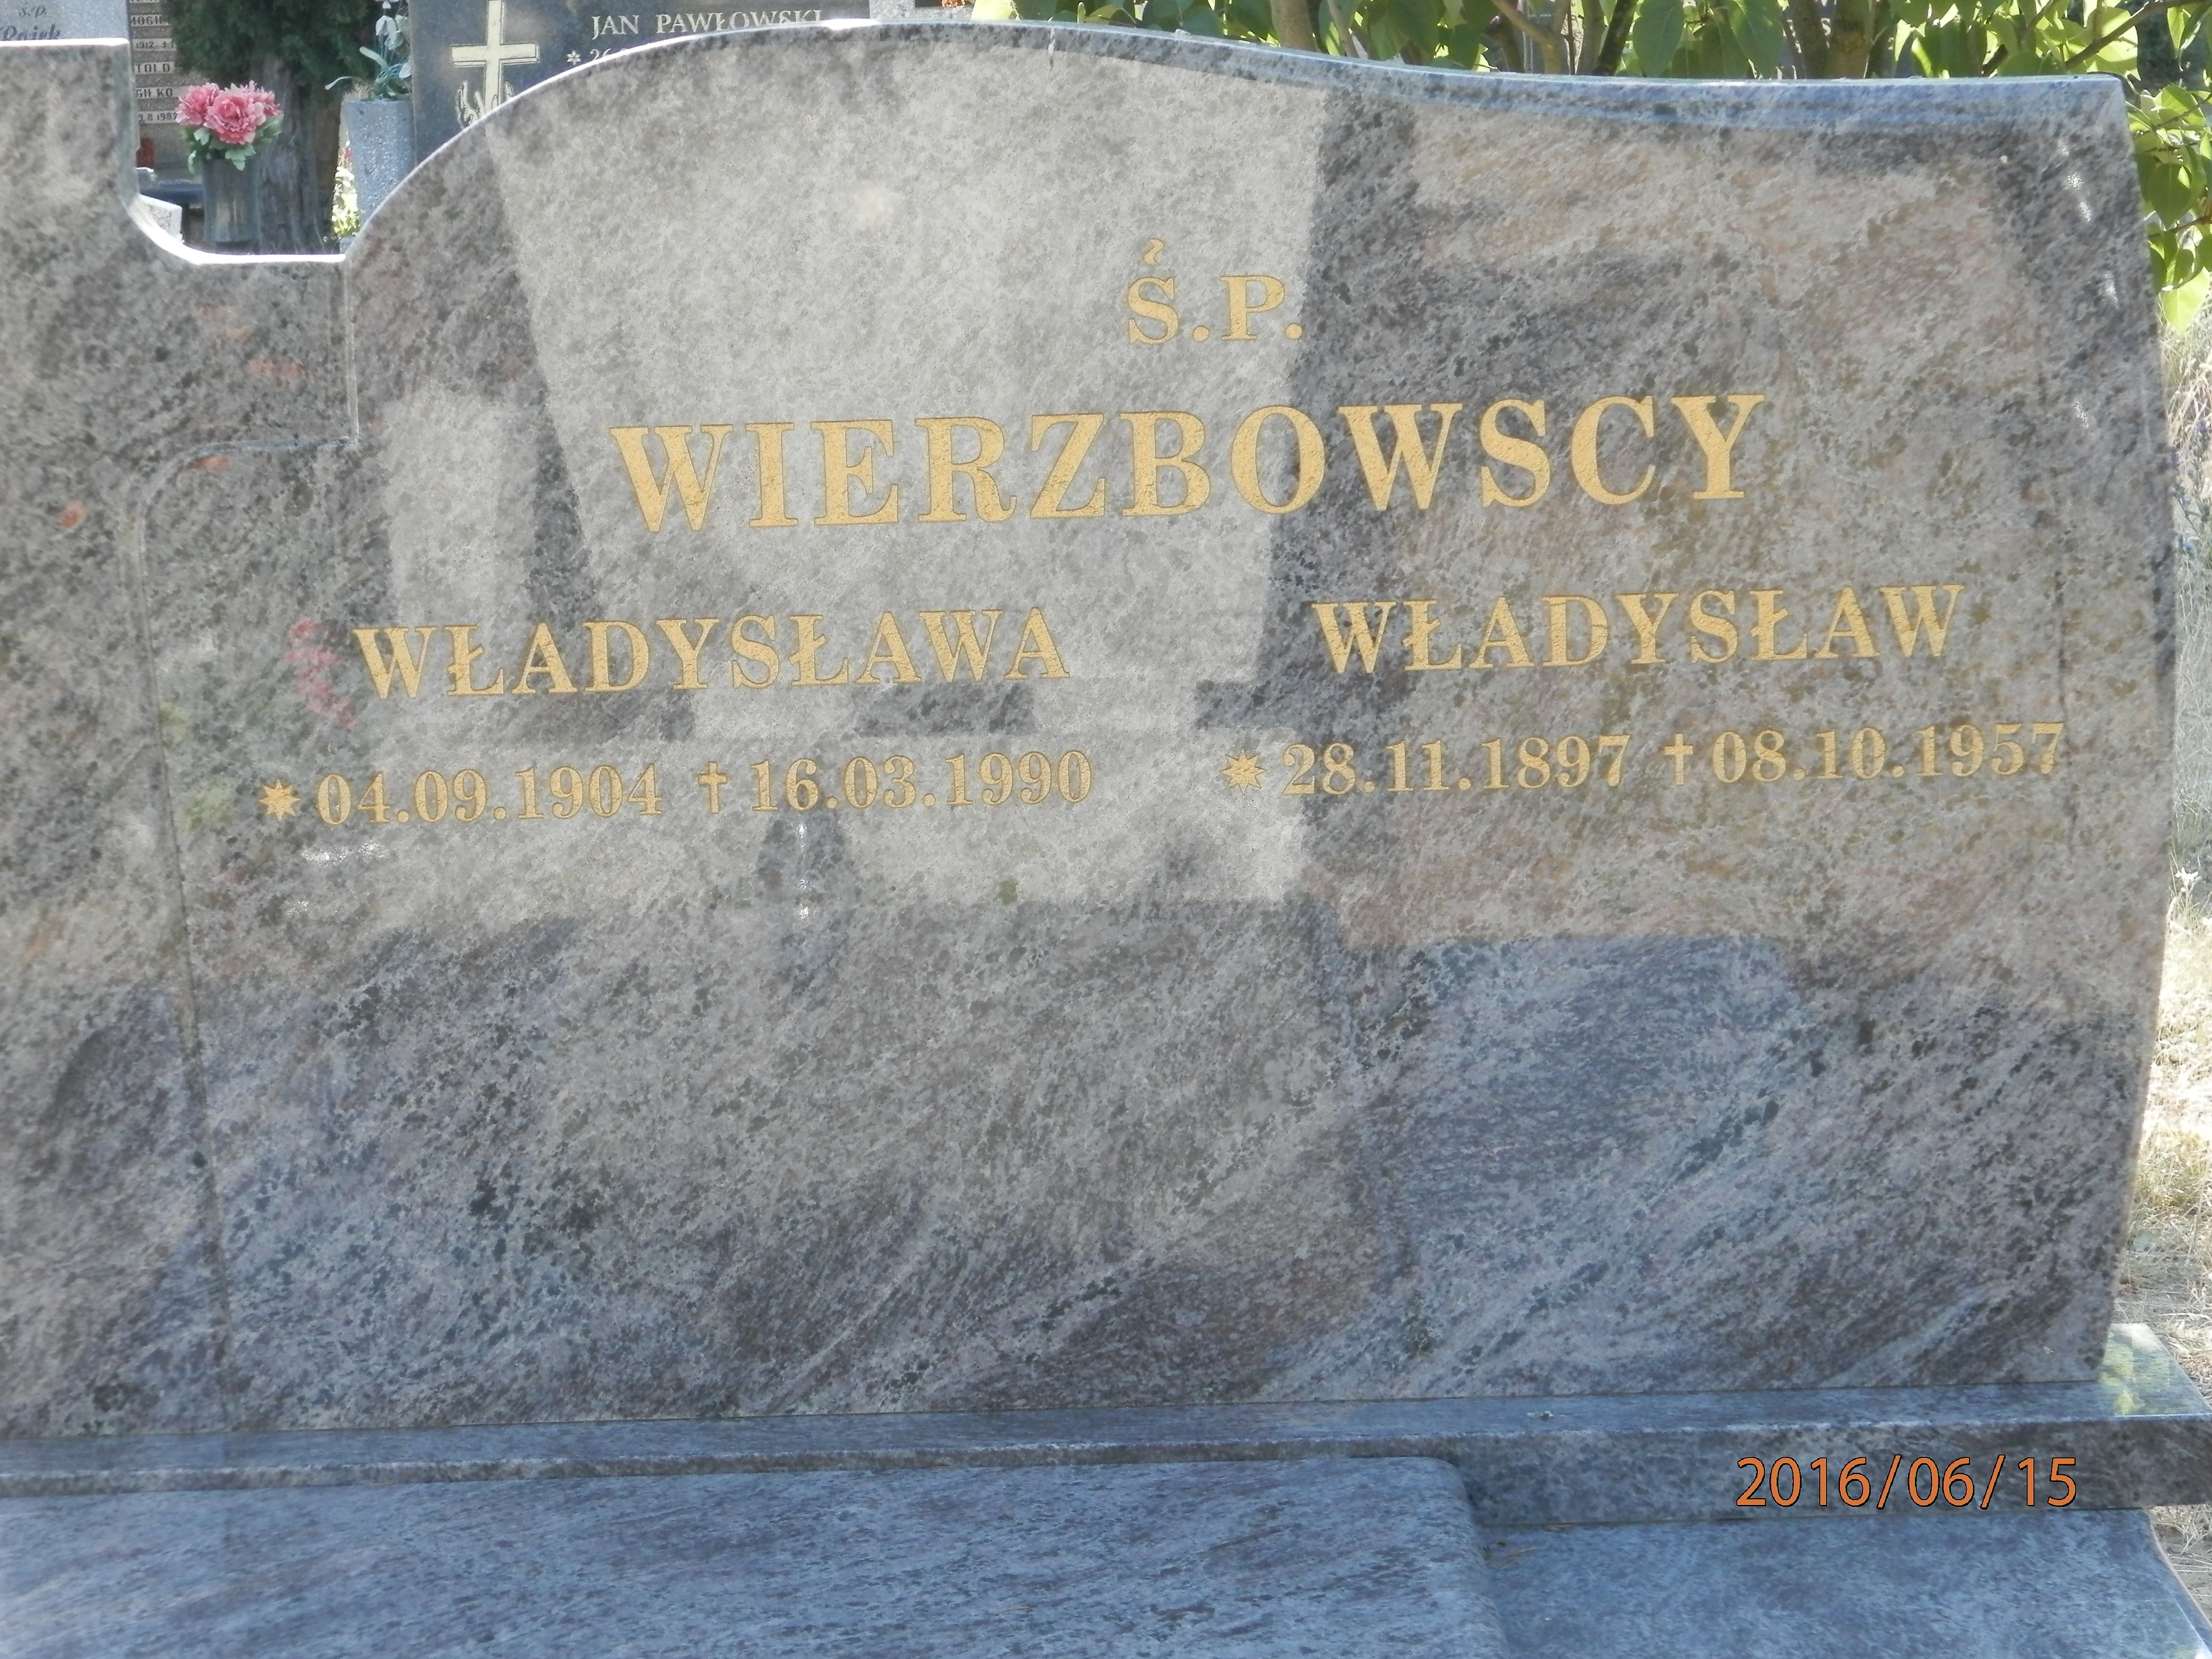 Ś.P.
JAN PAWŁOWSKI
Ś.P.
WIERZBOWSCY
WŁADYSŁAWA WŁADYSŁAW
✷04.09.1904 †16.03.1990 ✷28.11.1897 †08.10.1957
2016/06/15